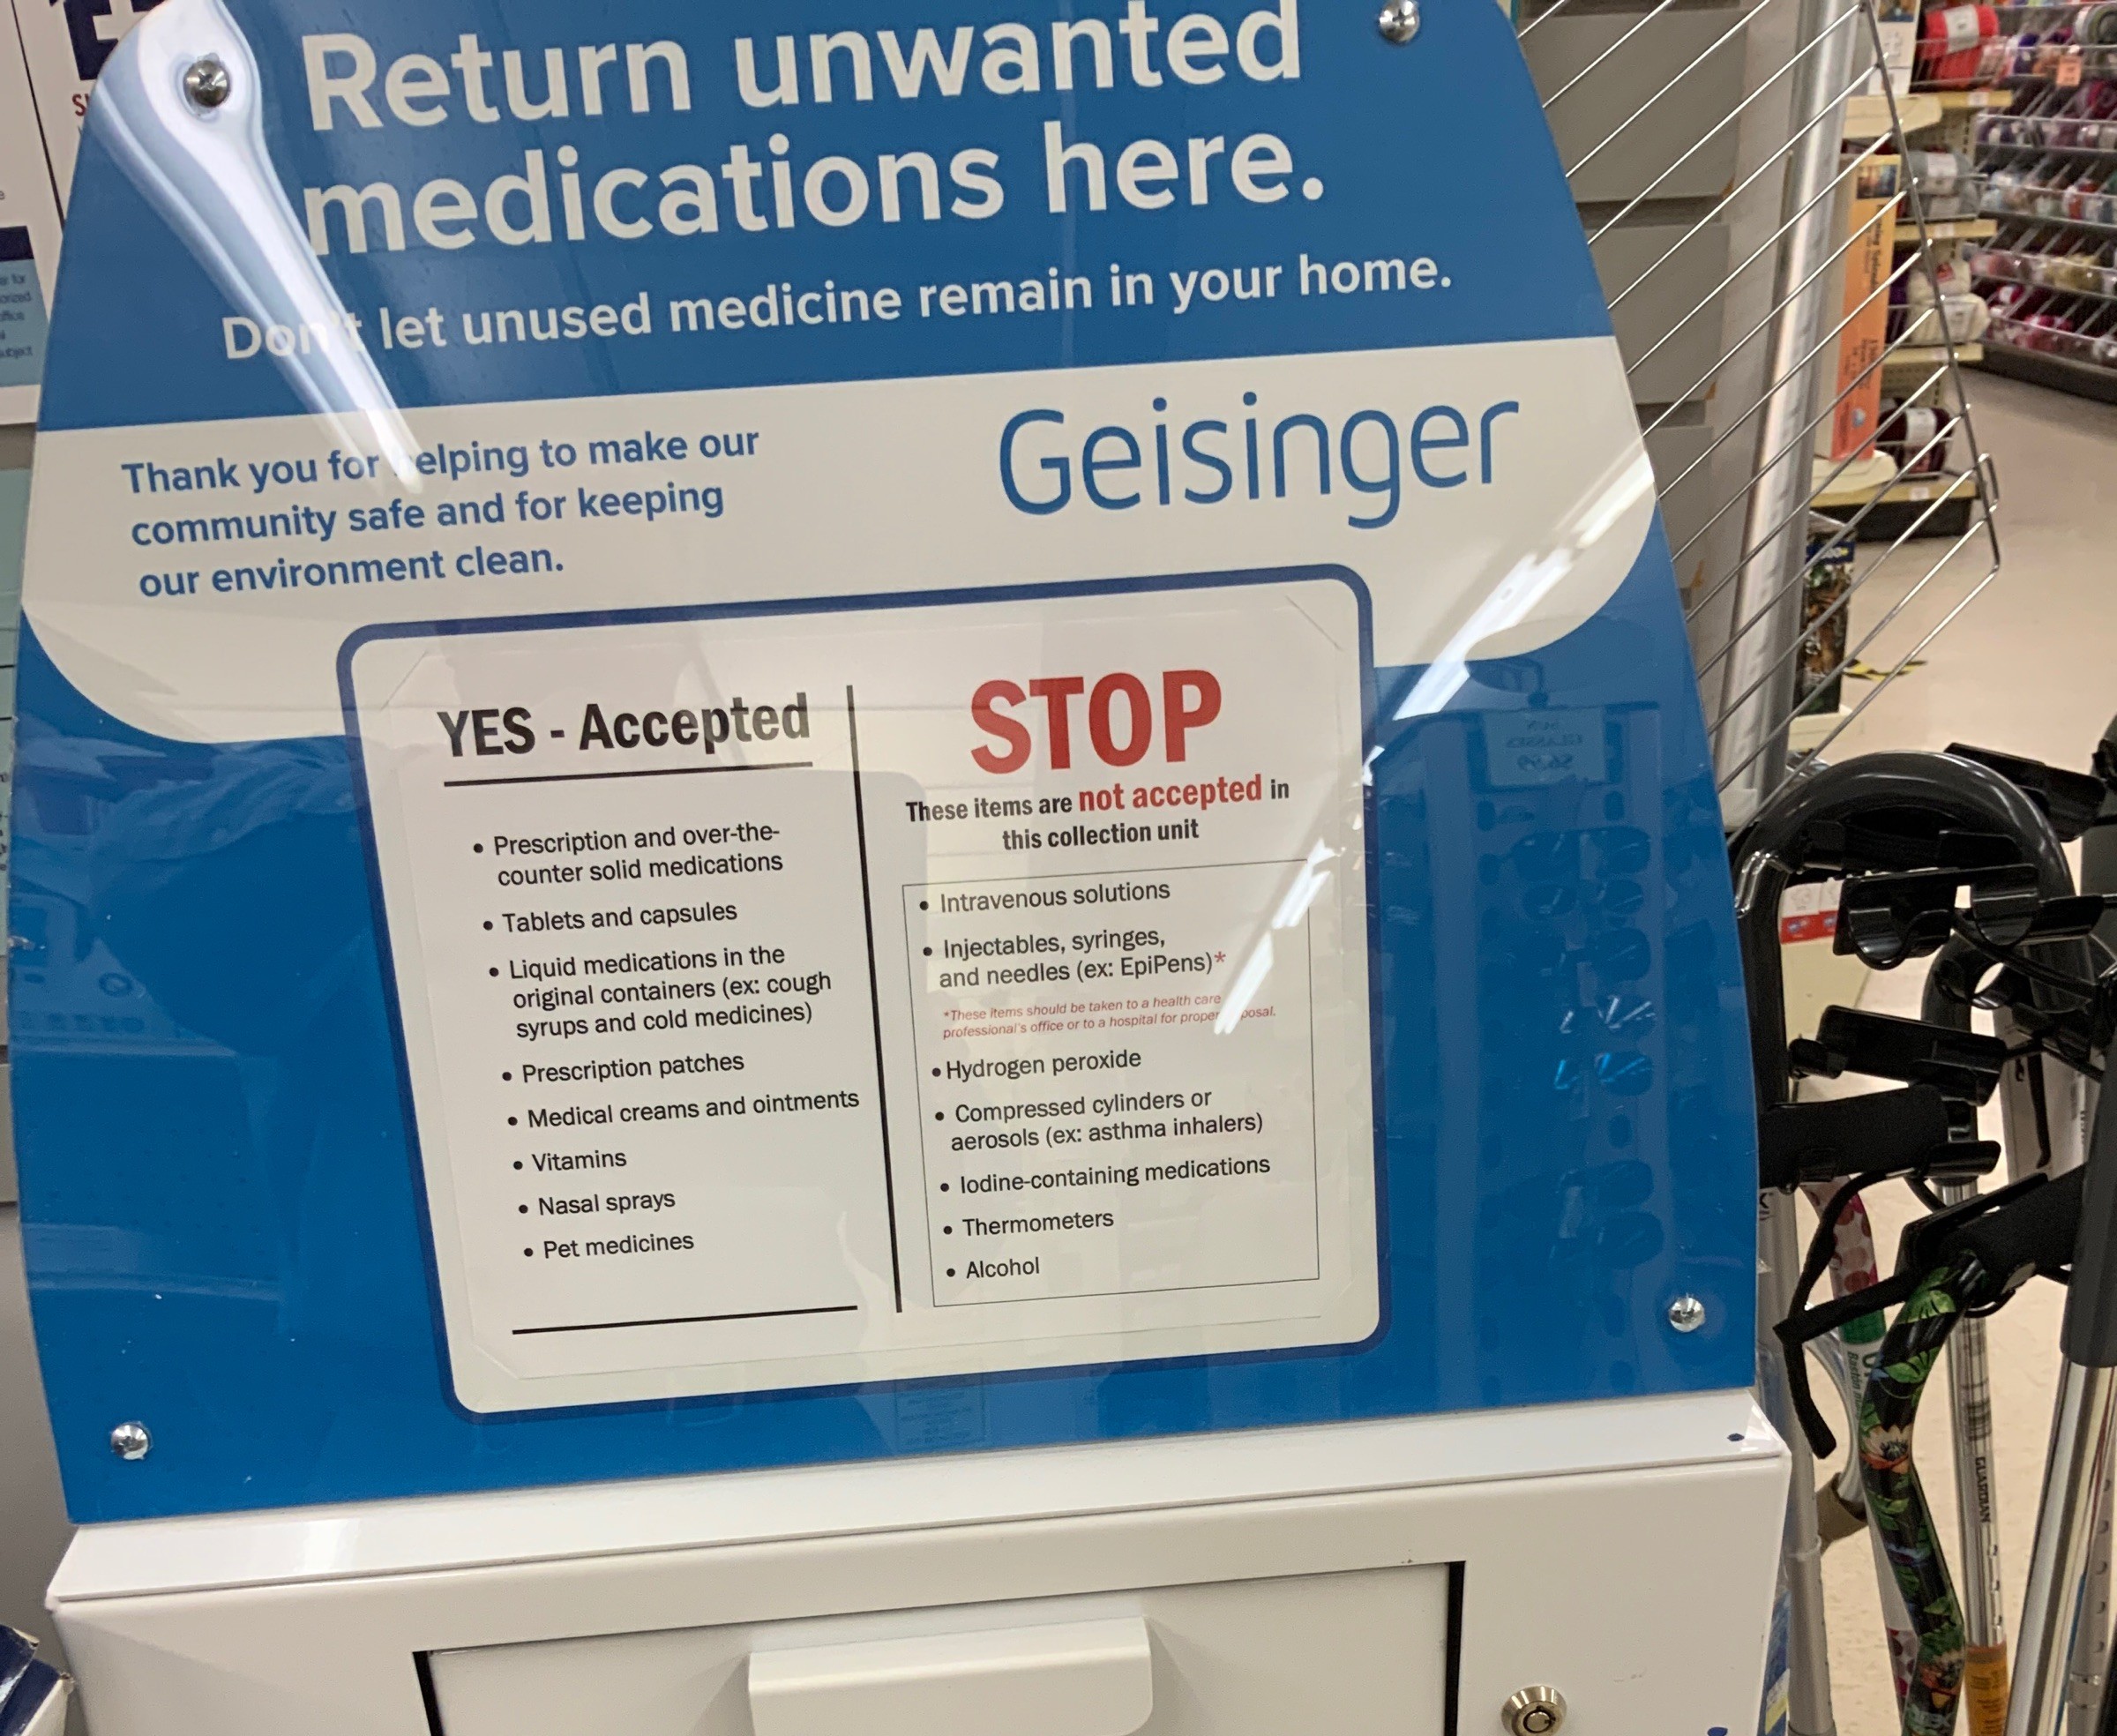 Return unwanted
medications here.
Don't let unused medicine remain in your home.
Thank you for helping to make our
community safe and for keeping
our environment clean.
Geisinger
YES - Accepted
• Prescription and over-the-
counter solid medications
• Tablets and capsules
• Liquid medications in the
original containers (ex: cough
syrups and cold medicines)
• Prescription patches
• Medical creams and ointments
• Vitamins
• Nasal sprays
• Pet medicines
STOP
These items are not accepted in
this collection unit
• Intravenous solutions
• Injectables, syringes,
and needles (ex: EpiPens)*
*These items should be taken to a health care
professional's office or to a hospital for proper disposal.
• Hydrogen peroxide
• Compressed cylinders or
aerosols (ex: asthma inhalers)
• Iodine-containing medications
• Thermometers
• Alcohol
GUARDIAN